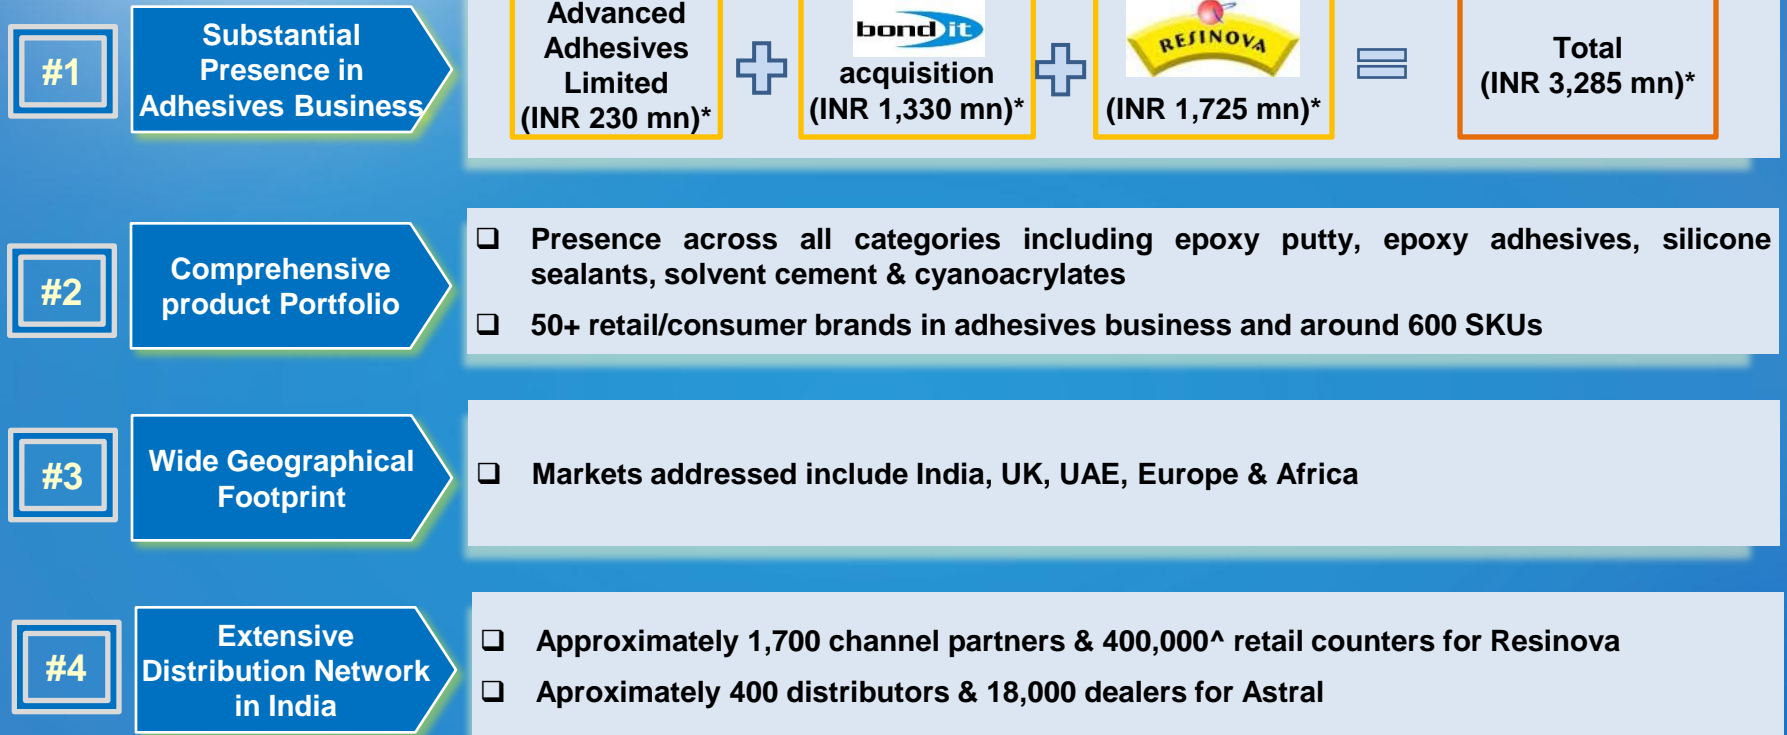 #1
Substantial
Presence in
Adhesives Business
Advanced
Adhesives
Limited
(INR 230 mn)*
bond it
acquisition
(INR 1,330 mn)*
RESINOVA
(INR 1,725 mn)*
Total
(INR 3,285 mn)*
#2
Comprehensive
product Portfolio
❑ Presence across all categories including epoxy putty, epoxy adhesives, silicone
sealants, solvent cement & cyanoacrylates
❑ 50+ retail/consumer brands in adhesives business and around 600 SKUs
#3
Wide Geographical
Footprint
❑ Markets addressed include India, UK, UAE, Europe & Africa
#4
Extensive
Distribution Network
in India
❑ Approximately 1,700 channel partners & 400,000^ retail counters for Resinova
❑ Aproximately 400 distributors & 18,000 dealers for Astral